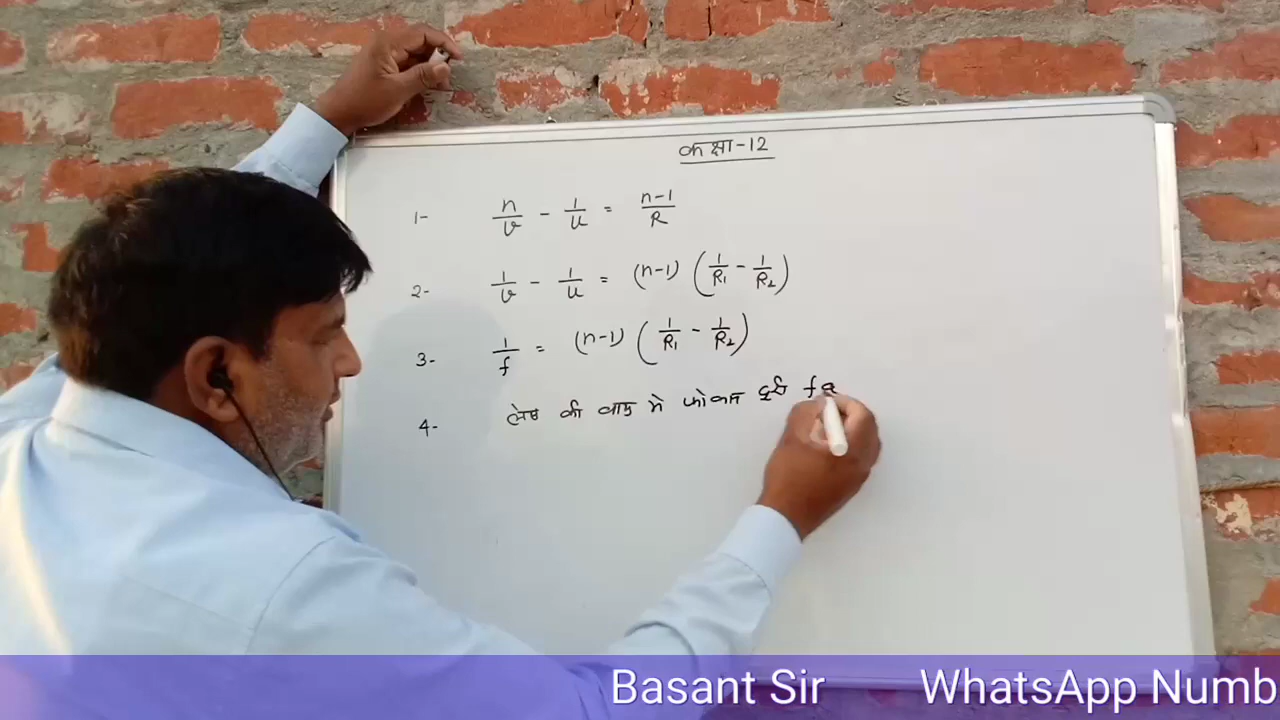 कक्षा-12
1- n/v - 1/u = n-1/R
2- 1/v - 1/u = (n-1) (1/R₁ - 1/R₂)
3- 1/f = (n-1) (1/R₁ - 1/R₂)
4- लेंस की वायु में फोकस दूरी f
Basant Sir WhatsApp Numb